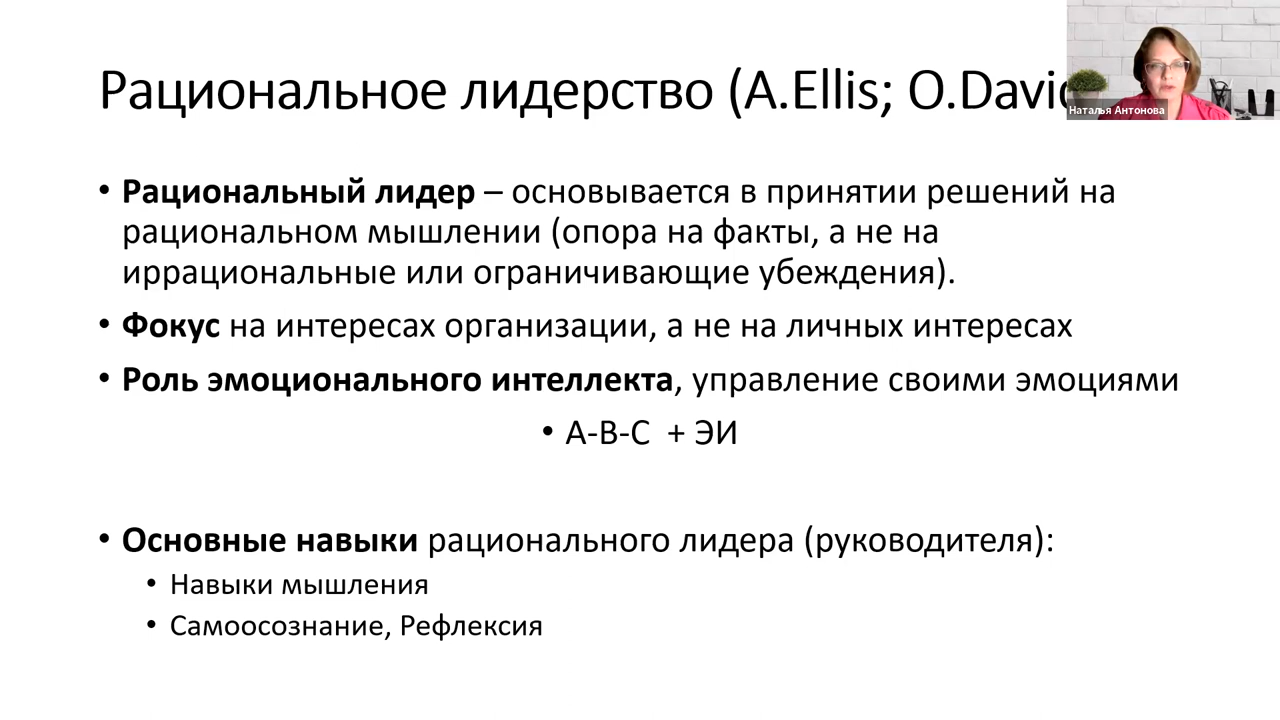 Рациональное лидерство (A.Ellis; O.David
Наталья Антонова
• Рациональный лидер – основывается в принятии решений на
рациональном мышлении (опора на факты, а не на
иррациональные или ограничивающие убеждения).
• Фокус на интересах организации, а не на личных интересах
• Роль эмоционального интеллекта, управление своими эмоциями
• А-В-С + ЭИ
• Основные навыки рационального лидера (руководителя):
• Навыки мышления
• Самоосознание, Рефлексия